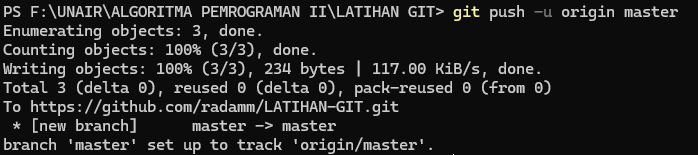 PS F:\UNAIR\ALGORITMA PEMROGRAMAN II\LATIHAN GIT> git push -u origin master
Enumerating objects: 3, done.
Counting objects: 100% (3/3), done.
Writing objects: 100% (3/3), 234 bytes | 117.00 KiB/s, done.
Total 3 (delta 0), reused 0 (delta 0), pack-reused 0 (from 0)
To https://github.com/radamm/LATIHAN-GIT.git
 * [new branch]      master -> master
branch 'master' set up to track 'origin/master'.